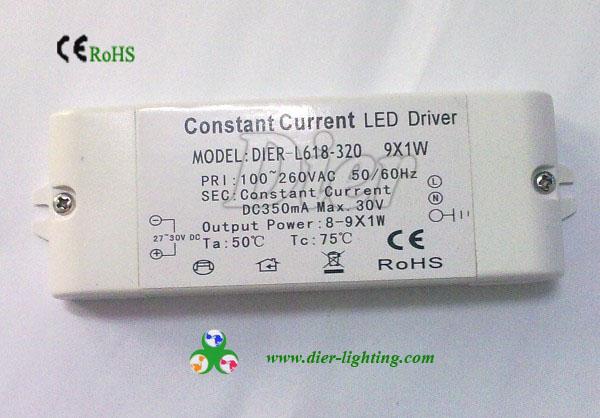 CE RoHS
Constant Current LED Driver
MODEL:DIER-L618-320 9X1W
PRI:100~260VAC 50/60Hz
SEC:Constant Current
DC350mA Max.30V
Output Power:8-9X1W
Ta:50℃ Tc:75℃
27~30V DC
L
N
CE
RoHS
Dier
www.dier-lighting.com